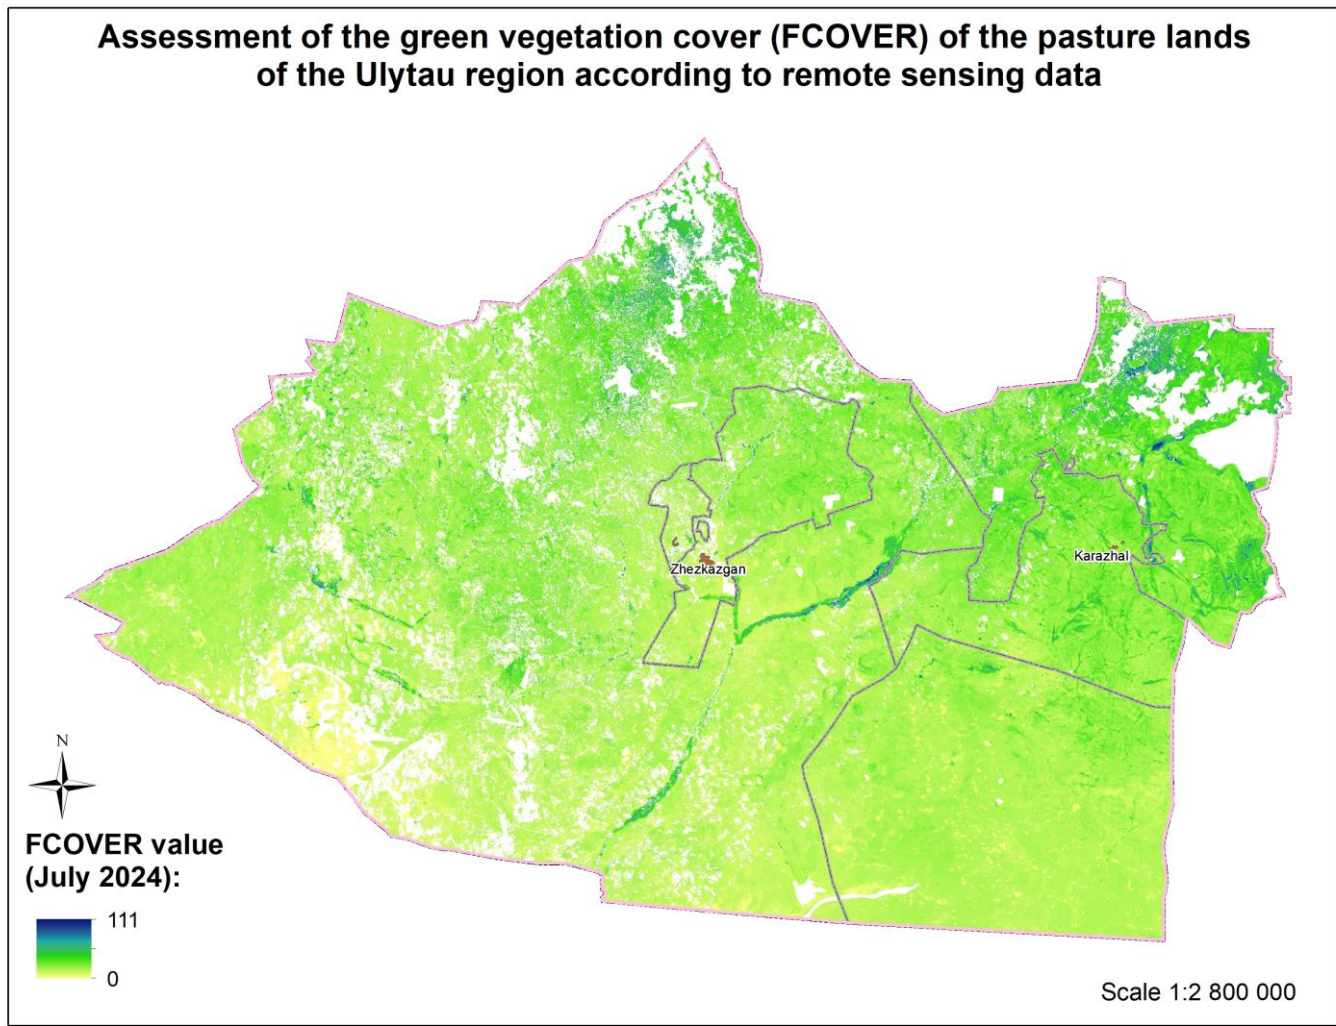 Assessment of the green vegetation cover (FCOVER) of the pasture lands
of the Ulytau region according to remote sensing data
Zhezkazgan
Karazhal
N
FCOVER value
(July 2024):
111
0
Scale 1:2 800 000